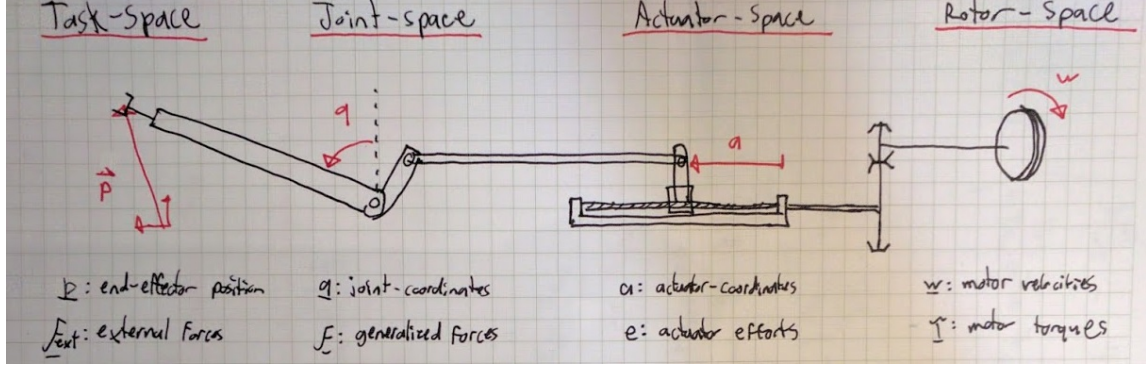 Task-Space Joint-space Actuator-Space Rotor-Space
w
q
a
p
p: end-effector position q: joint-coordinates a: actuator-coordinates w: motor velocities
fext: external forces f: generalized forces e: actuator efforts τ: motor torques